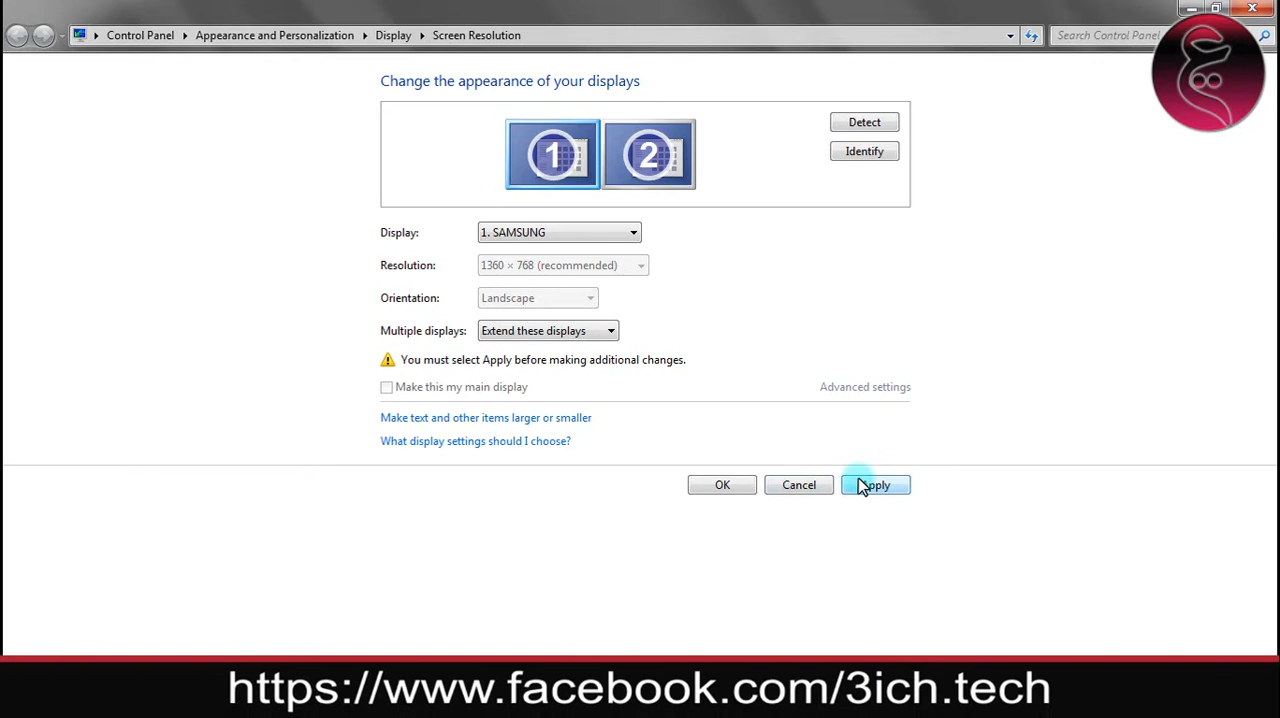 Control Panel Appearance and Personalization Display Screen Resolution
Search Control Panel
Change the appearance of your displays
1 2
Detect
Identify
Display: 1. SAMSUNG
Resolution: 1360 × 768 (recommended)
Orientation: Landscape
Multiple displays: Extend these displays
You must select Apply before making additional changes.
Make this my main display
Advanced settings
Make text and other items larger or smaller
What display settings should I choose?
OK Cancel Apply
https://www.facebook.com/3ich.tech